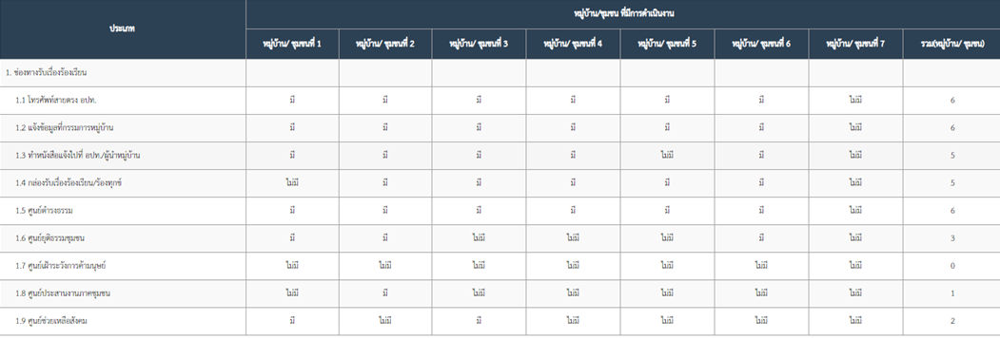 ประเภท
หมู่บ้าน/ชุมชน ที่มีการดำเนินงาน
หมู่บ้าน/ ชุมชนที่ 1 หมู่บ้าน/ ชุมชนที่ 2 หมู่บ้าน/ ชุมชนที่ 3 หมู่บ้าน/ ชุมชนที่ 4 หมู่บ้าน/ ชุมชนที่ 5 หมู่บ้าน/ ชุมชนที่ 6 หมู่บ้าน/ ชุมชนที่ 7 รวม(หมู่บ้าน/ ชุมชน)
1. ช่องทางรับเรื่องร้องเรียน
1.1 โทรศัพท์สายตรง อปท. มี มี มี มี มี มี ไม่มี 6
1.2 แจ้งข้อมูลที่กรรมการหมู่บ้าน มี มี มี มี มี มี ไม่มี 6
1.3 ทำหนังสือแจ้งไปที่ อปท./ผู้นำหมู่บ้าน มี มี มี มี ไม่มี มี ไม่มี 5
1.4 กล่องรับเรื่องร้องเรียน/ร้องทุกข์ ไม่มี มี มี มี มี มี ไม่มี 5
1.5 ศูนย์ดำรงธรรม มี มี มี มี มี มี ไม่มี 6
1.6 ศูนย์ยุติธรรมชุมชน มี มี ไม่มี ไม่มี ไม่มี มี ไม่มี 3
1.7 ศูนย์เฝ้าระวังการค้ามนุษย์ ไม่มี ไม่มี ไม่มี ไม่มี ไม่มี ไม่มี ไม่มี 0
1.8 ศูนย์ประสานงานภาคชุมชน ไม่มี มี ไม่มี ไม่มี ไม่มี ไม่มี ไม่มี 1
1.9 ศูนย์ช่วยเหลือสังคม มี ไม่มี มี ไม่มี ไม่มี ไม่มี ไม่มี 2